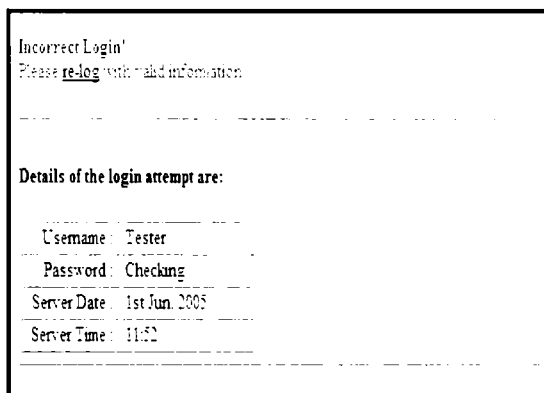 Incorrect Login'
Please re-log with valid information
Details of the login attempt are:
Username : Tester
Password : Checking
Server Date : 1st Jun. 2005
Server Time : 11:52